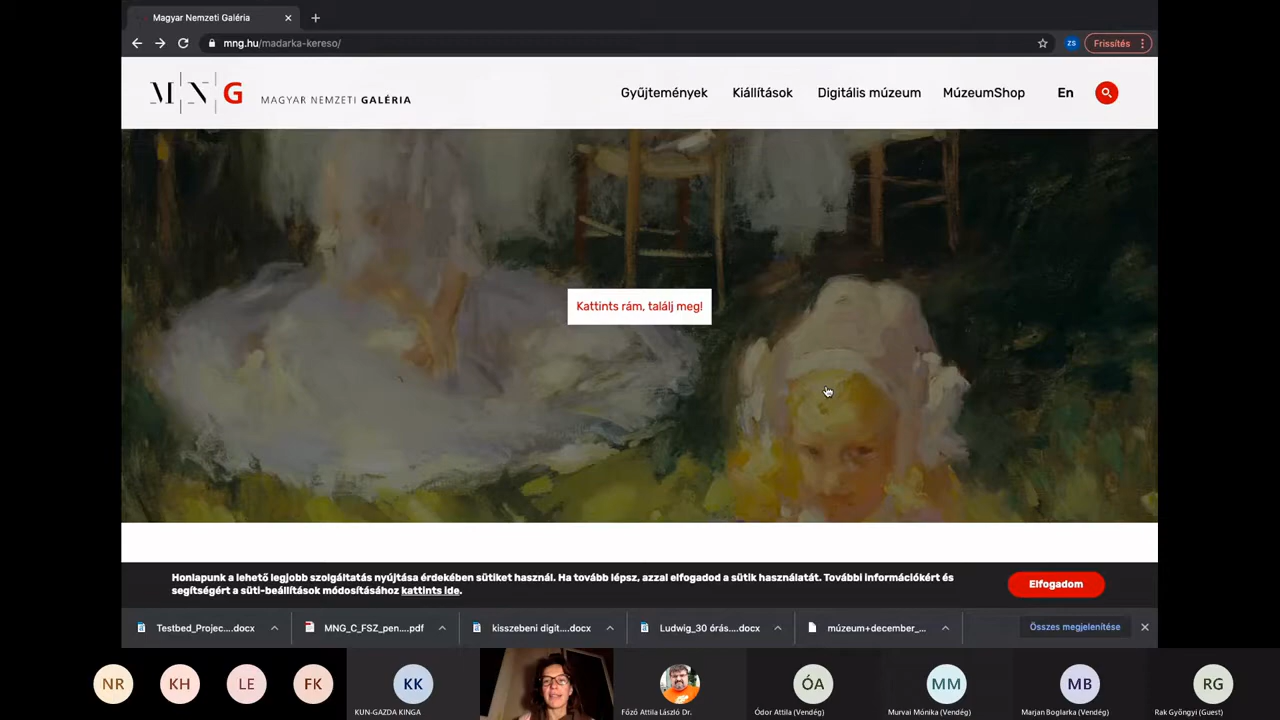 Magyar Nemzeti Galéria
mng.hu/madarka-kereso/
ZS
Frissítés
MNG MAGYAR NEMZETI GALÉRIA
Gyűjtemények Kiállítások Digitális múzeum MúzeumShop En
Kattints rám, találj meg!
Honlapunk a lehető legjobb szolgáltatás nyújtása érdekében sütiket használ. Ha tovább lépsz, azzal elfogadod a sütik használatát. További információkért és
segítségért a süti-beállítások módosításához kattints ide.
Elfogadom
Testbed_Projec....docx
MNG_C_FSZ_pen....pdf
kisszebeni digit....docx
Ludwig_30 órás....docx
múzeum+december_...
Összes megjelenítése
NR KH LE FK KK ÓA MM MB RG
KUN-GAZDA KINGA
Főző Attila László Dr.
Ódor Attila (Vendég)
Murvai Mónika (Vendég)
Marjan Boglarka (Vendég)
Rak Gyöngyi (Guest)